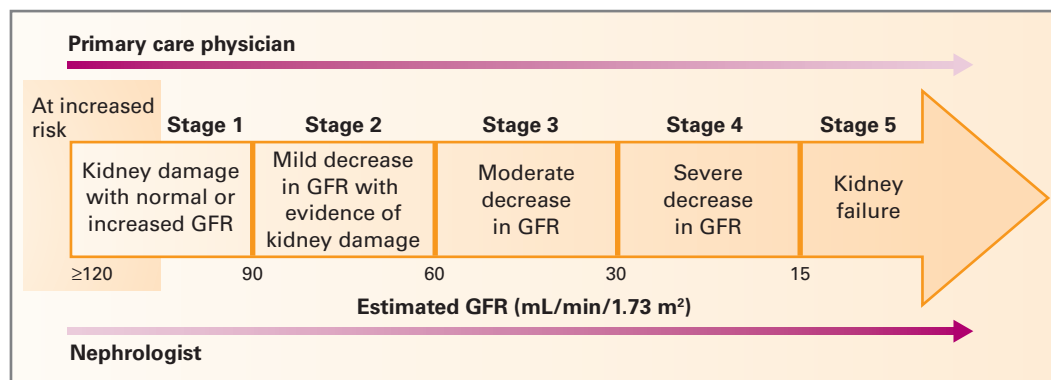 Primary care physician
At increased
risk
Stage 1
Stage 2
Stage 3
Stage 4
Stage 5
Kidney damage
with normal or
increased GFR
Mild decrease
in GFR with
evidence of
kidney damage
Moderate
decrease
in GFR
Severe
decrease
in GFR
Kidney
failure
≥120
90
60
30
15
Estimated GFR (mL/min/1.73 m²)
Nephrologist